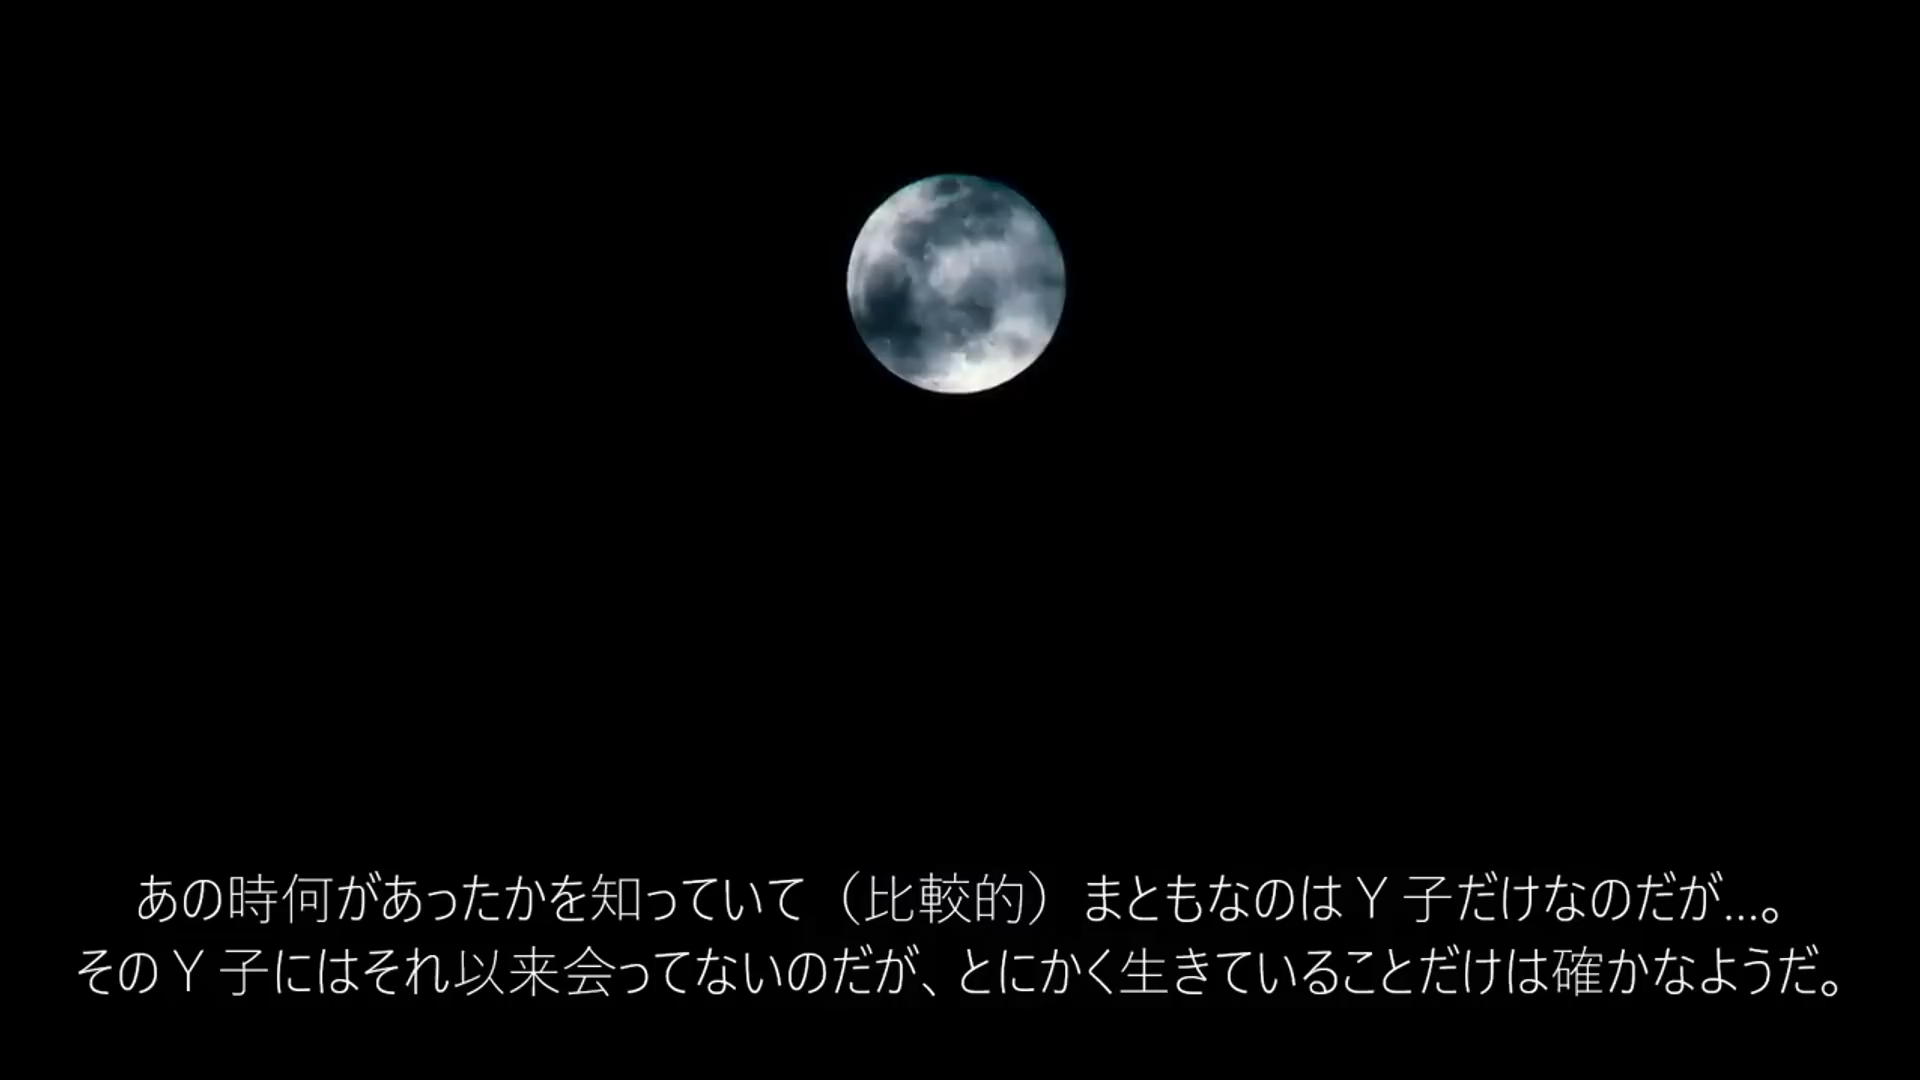 あの時何があったかを知っていて（比較的）まともなのはＹ子だけなのだが…。
そのＹ子にはそれ以来会ってないのだが、とにかく生きていることだけは確かなようだ。